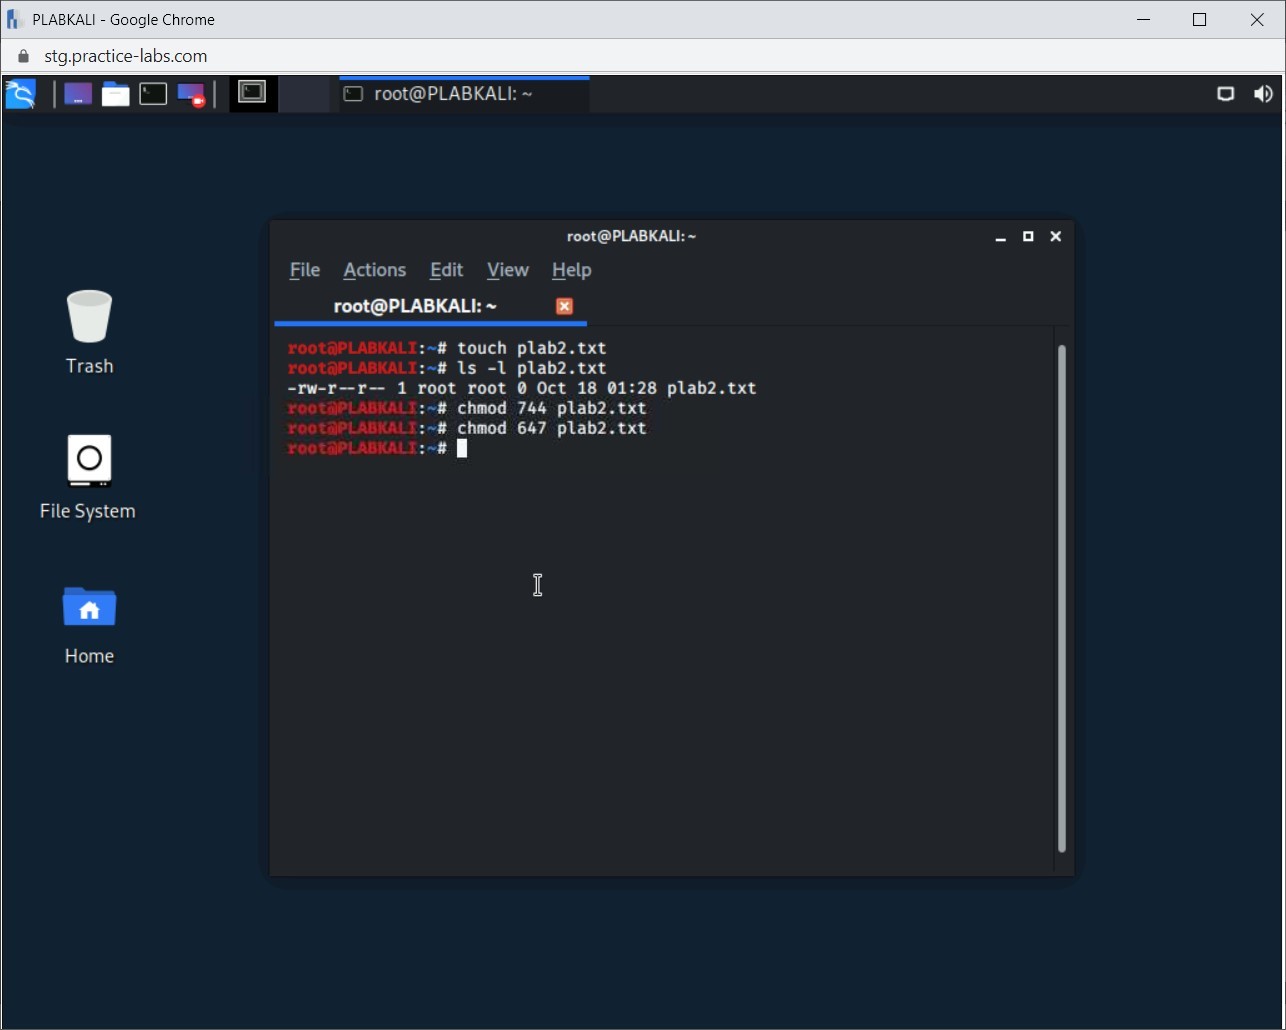 PLABKALI - Google Chrome
stg.practice-labs.com
root@PLABKALI: ~
root@PLABKALI: ~
File Actions Edit View Help
root@PLABKALI: ~
Trash
File System
Home
root@PLABKALI:~# touch plab2.txt
root@PLABKALI:~# ls -l plab2.txt
-rw-r--r-- 1 root root 0 Oct 18 01:28 plab2.txt
root@PLABKALI:~# chmod 744 plab2.txt
root@PLABKALI:~# chmod 647 plab2.txt
root@PLABKALI:~#